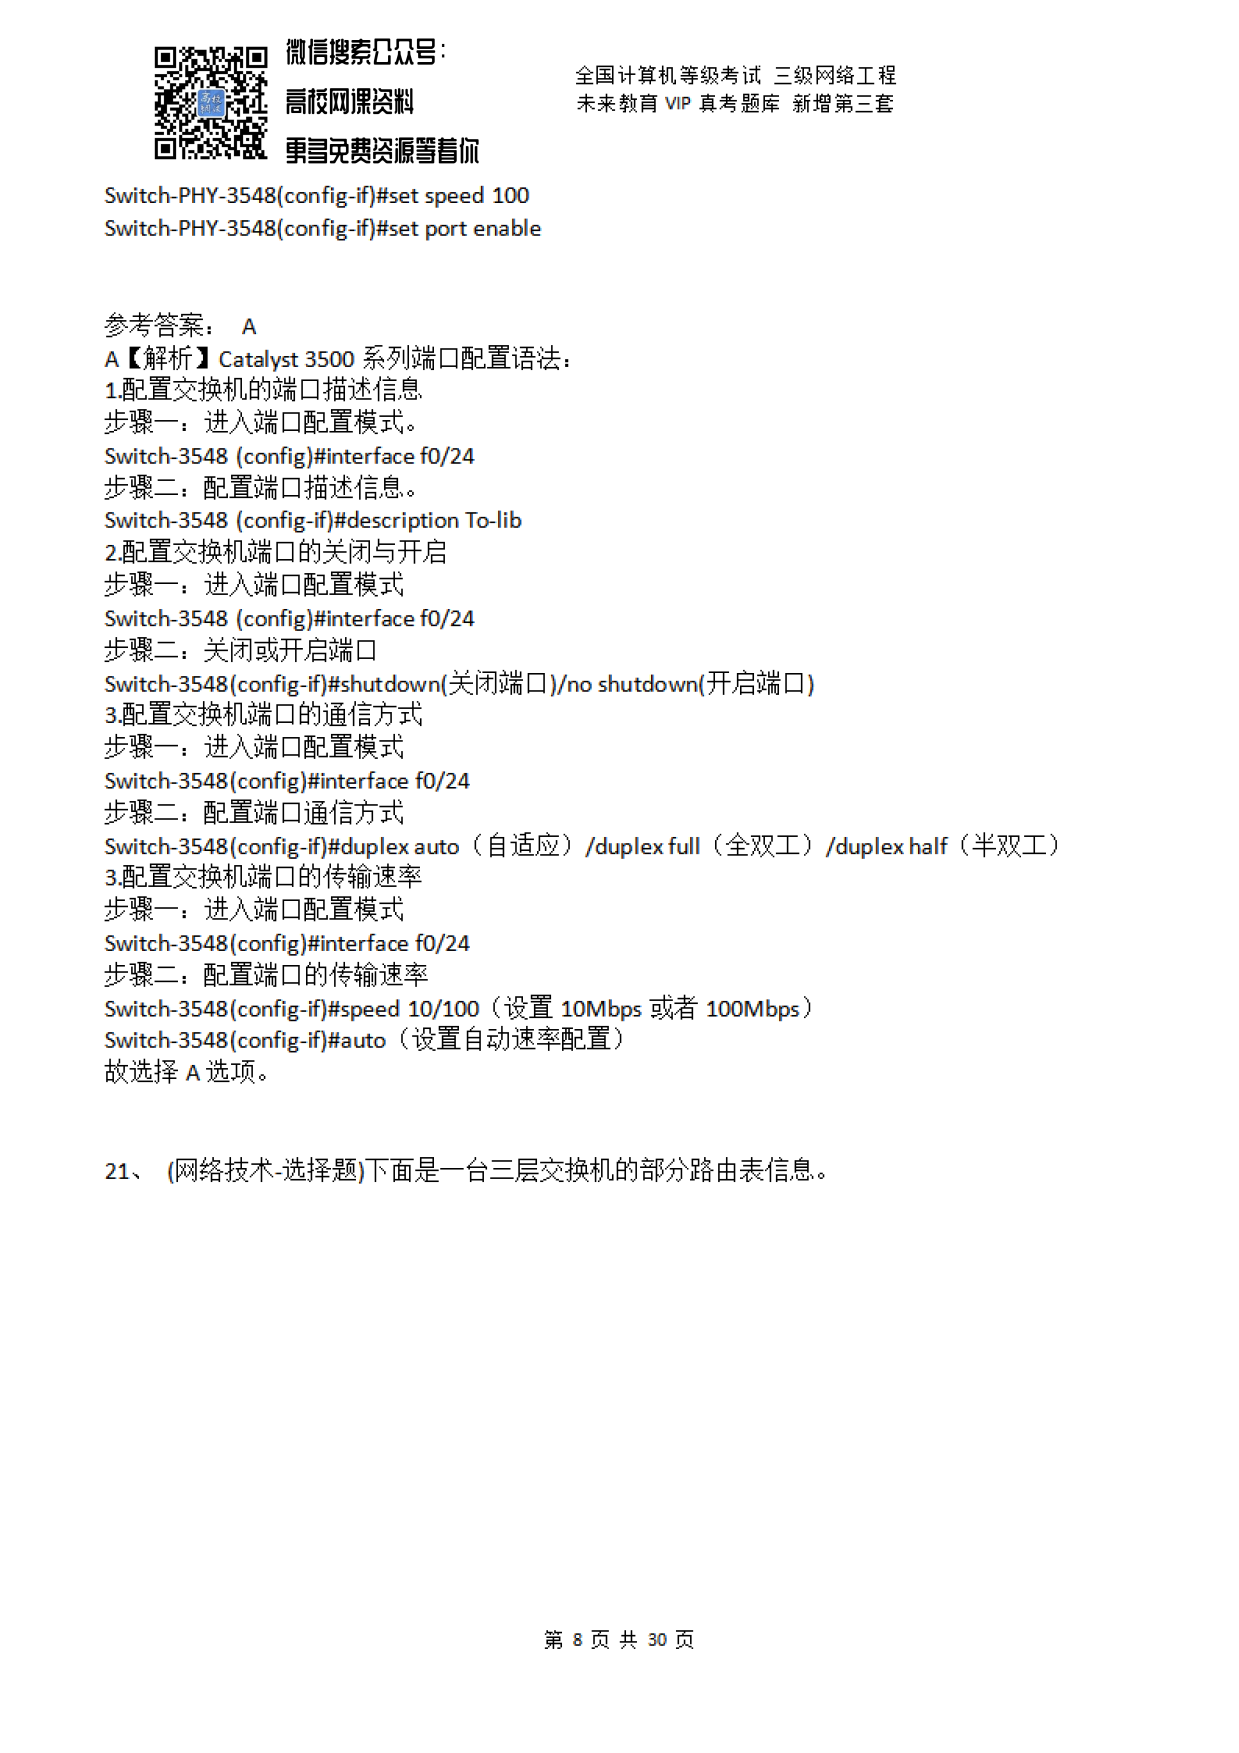 微信搜索公众号：
高校网课资料
更多免费资源等着你
全国计算机等级考试 三级网络工程
未来教育 VIP 真考题库 新增第三套
Switch-PHY-3548(config-if)#set speed 100
Switch-PHY-3548(config-if)#set port enable
参考答案： A
A【解析】Catalyst 3500 系列端口配置语法：
1.配置交换机的端口描述信息
步骤一：进入端口配置模式。
Switch-3548 (config)#interface f0/24
步骤二：配置端口描述信息。
Switch-3548 (config-if)#description To-lib
2.配置交换机端口的关闭与开启
步骤一：进入端口配置模式
Switch-3548 (config)#interface f0/24
步骤二：关闭或开启端口
Switch-3548(config-if)#shutdown(关闭端口)/no shutdown(开启端口)
3.配置交换机端口的通信方式
步骤一：进入端口配置模式
Switch-3548(config)#interface f0/24
步骤二：配置端口通信方式
Switch-3548(config-if)#duplex auto（自适应）/duplex full（全双工）/duplex half（半双工）
3.配置交换机端口的传输速率
步骤一：进入端口配置模式
Switch-3548(config)#interface f0/24
步骤二：配置端口的传输速率
Switch-3548(config-if)#speed 10/100（设置 10Mbps 或者 100Mbps）
Switch-3548(config-if)#auto（设置自动速率配置）
故选择 A 选项。
21、 (网络技术-选择题)下面是一台三层交换机的部分路由表信息。
第 8 页 共 30 页